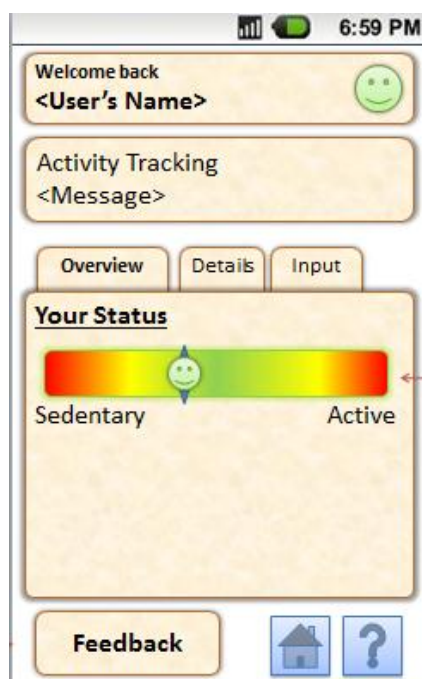 6:59 PM
Welcome back
<User's Name>
Activity Tracking
<Message>
Overview Details Input
Your Status
Sedentary Active
Feedback ?